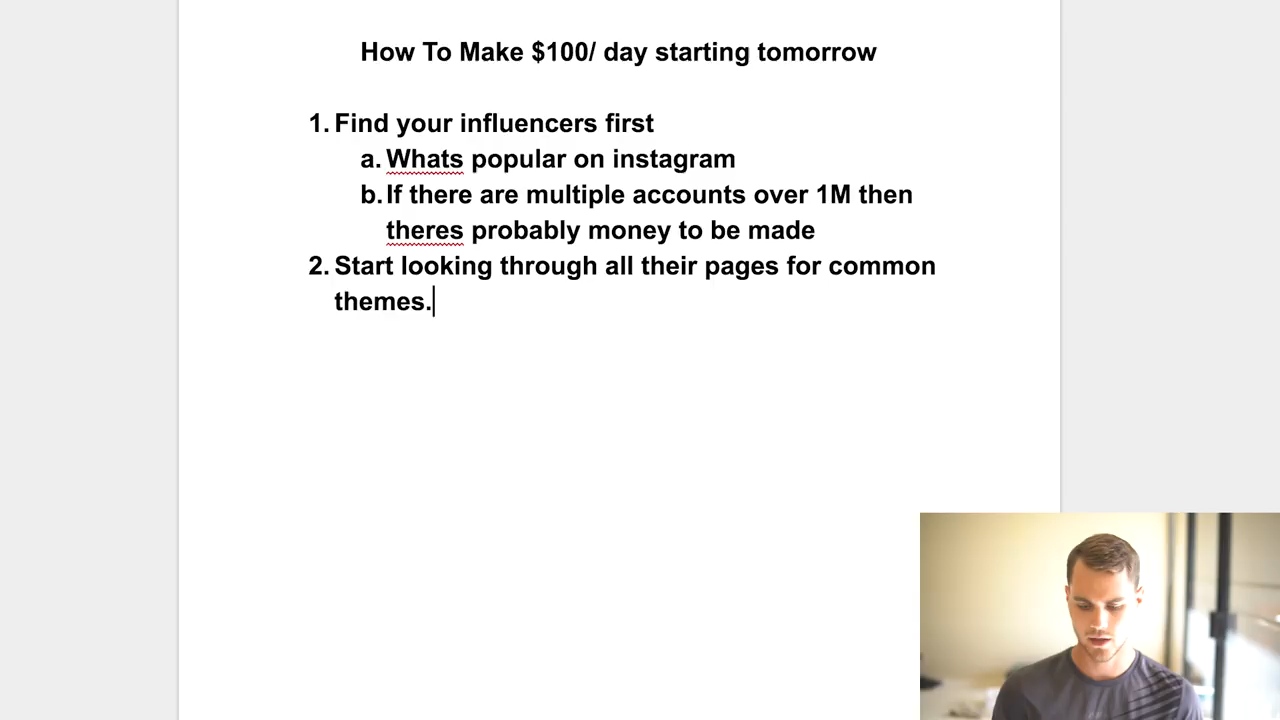 How To Make $100/ day starting tomorrow
1. Find your influencers first
a. Whats popular on instagram
b. If there are multiple accounts over 1M then
theres probably money to be made
2. Start looking through all their pages for common
themes.